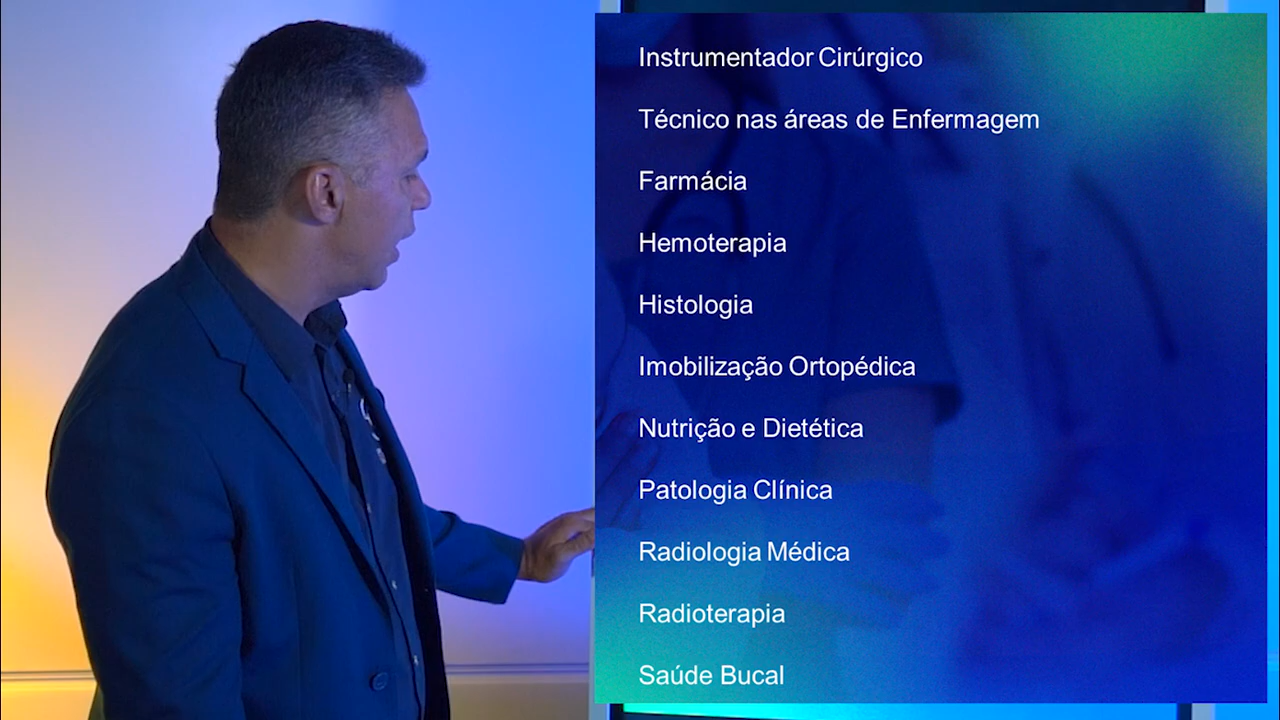 Instrumentador Cirúrgico
Técnico nas áreas de Enfermagem
Farmácia
Hemoterapia
Histologia
Imobilização Ortopédica
Nutrição e Dietética
Patologia Clínica
Radiologia Médica
Radioterapia
Saúde Bucal